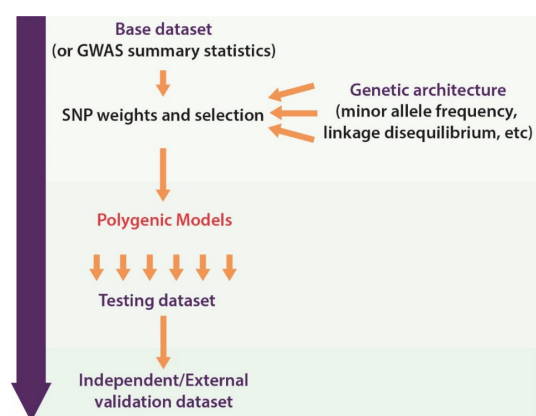 Base dataset
(or GWAS summary statistics)
SNP weights and selection
Genetic architecture
(minor allele frequency,
linkage disequilibrium, etc)
Polygenic Models
Testing dataset
Independent/External
validation dataset